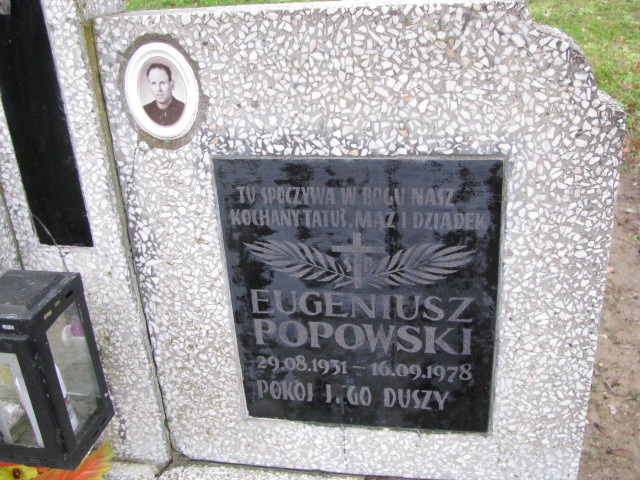 TU SPOCZYWA W BOGU NASZ
KOCHANY TATUŚ, MĄŻ I DZIADEK
EUGENIUSZ
POPOWSKI
29.08.1931 - 16.09.1978
POKÓJ J.GO DUSZY